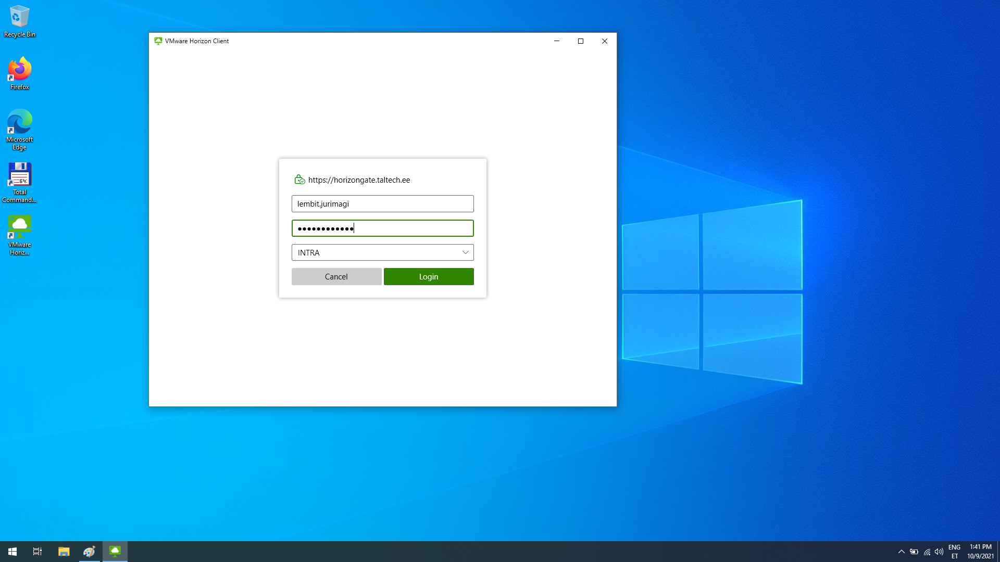 Recycle Bin
Firefox
Microsoft
Edge
64
Total
Command...
VMware
Horiz...
VMware Horizon Client
https://horizongate.taltech.ee
lembit.jurimagi
••••••••••••
INTRA
Cancel
Login
ENG
ET
1:41 PM
10/9/2021